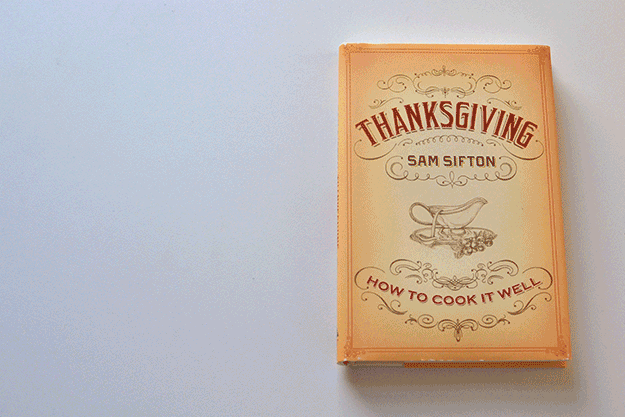 THANKSGIVING
SAM SIFTON
HOW TO COOK IT WELL